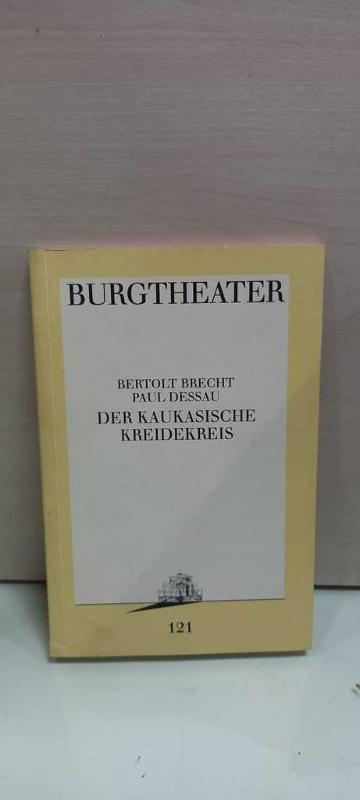 BURGTHEATER
BERTOLT BRECHT
PAUL DESSAU
DER KAUKASISCHE
KREIDEKREIS
121